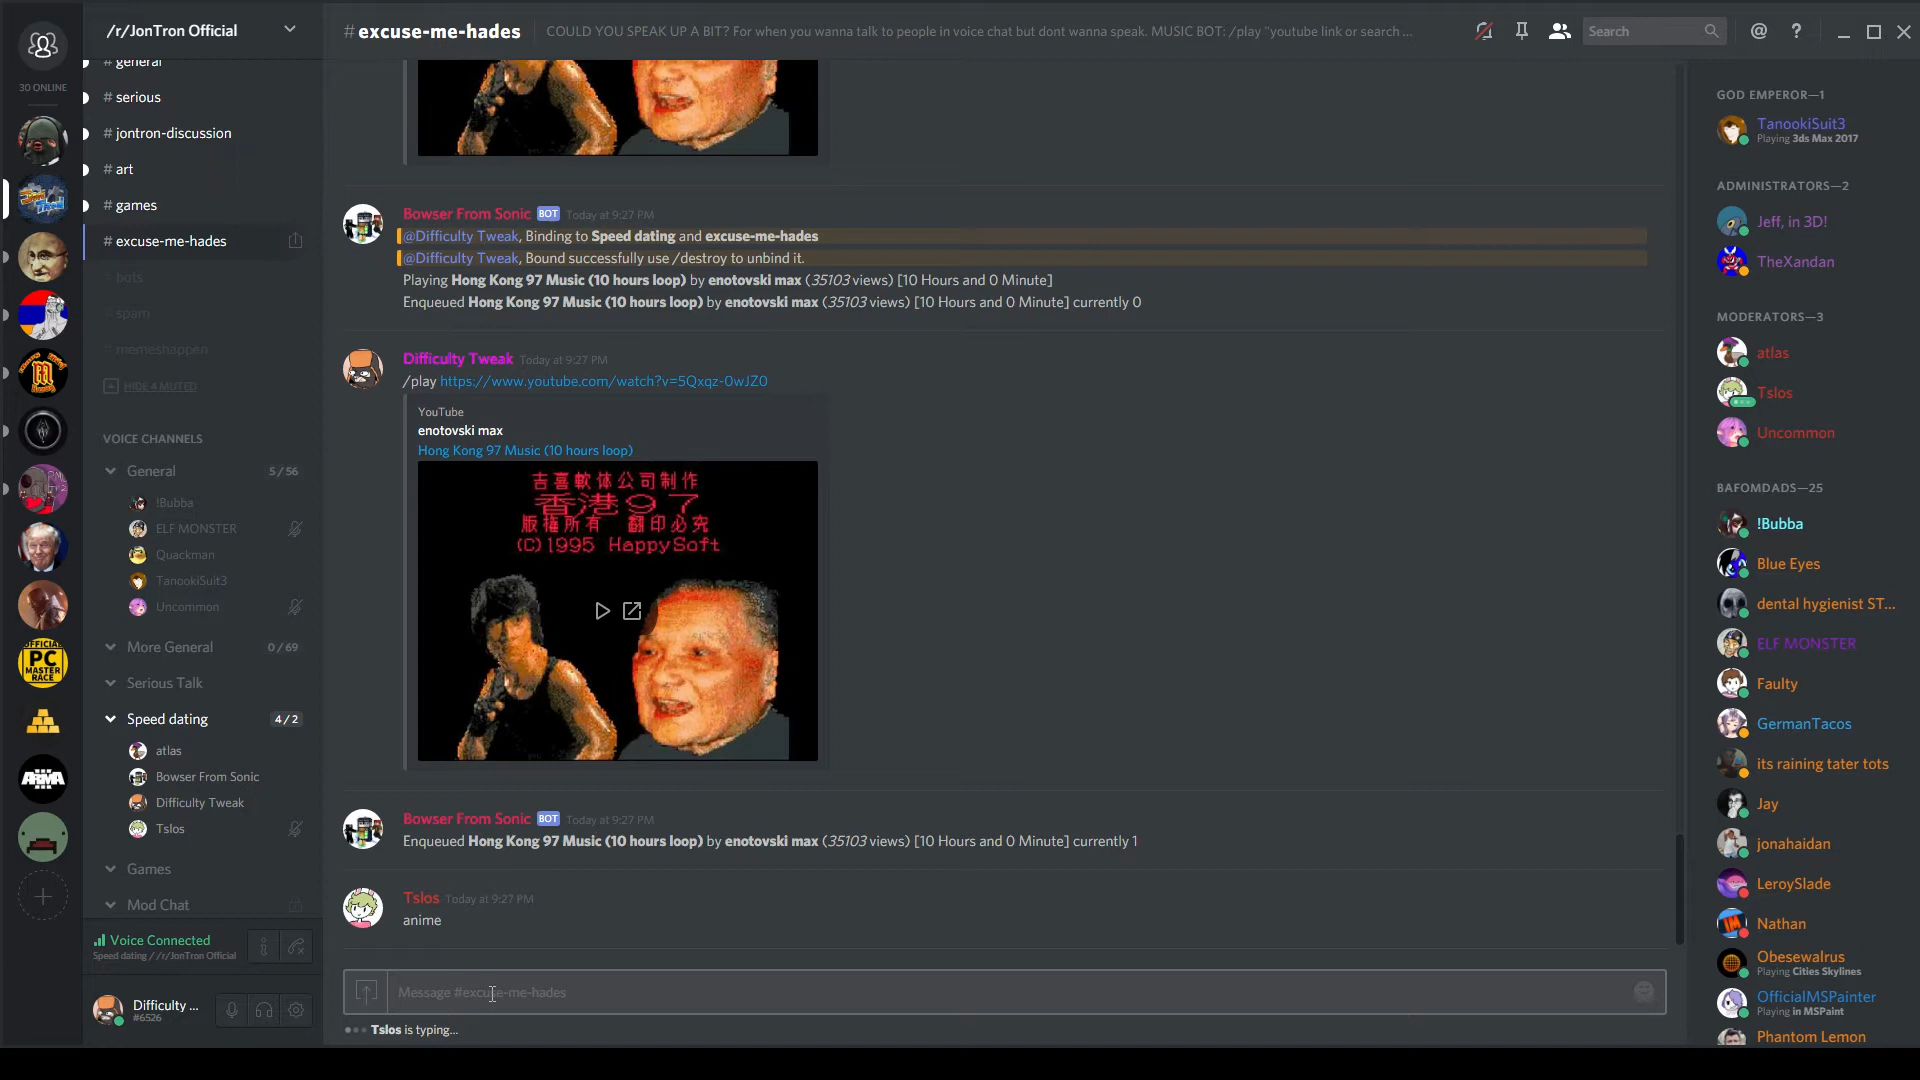 30 ONLINE
OFFICIAL
PC
MASTER
RACE
ARMA
/r/JonTron Official
# general
# serious
# jontron-discussion
# art
# games
# excuse-me-hades
# bots
# spam
# memeshappen
HIDE 4 MUTED
VOICE CHANNELS
General 5/56
!Bubba
ELF MONSTER
Quackman
TanookiSuit3
Uncommon
More General 0/69
Serious Talk
Speed dating 4/2
atlas
Bowser From Sonic
Difficulty Tweak
Tslos
Games
Mod Chat
Voice Connected
Speed dating / /r/JonTron Official
Difficulty ...
#6526
# excuse-me-hades COULD YOU SPEAK UP A BIT? For when you wanna talk to people in voice chat but dont wanna speak. MUSIC BOT: /play "youtube link or search ...
Search
Bowser From Sonic BOT Today at 9:27 PM
@Difficulty Tweak, Binding to Speed dating and excuse-me-hades
@Difficulty Tweak, Bound successfully use /destroy to unbind it.
Playing Hong Kong 97 Music (10 hours loop) by enotovski max (35103 views) [10 Hours and 0 Minute]
Enqueued Hong Kong 97 Music (10 hours loop) by enotovski max (35103 views) [10 Hours and 0 Minute] currently 0
Difficulty Tweak Today at 9:27 PM
/play https://www.youtube.com/watch?v=5Qxqz-0wJZ0
YouTube
enotovski max
Hong Kong 97 Music (10 hours loop)
吉喜軟体公司制作
香港97
版権所有 翻印必究
(C)1995 HappySoft
Bowser From Sonic BOT Today at 9:27 PM
Enqueued Hong Kong 97 Music (10 hours loop) by enotovski max (35103 views) [10 Hours and 0 Minute] currently 1
Tslos Today at 9:27 PM
anime
Message #excuse-me-hades
Tslos is typing...
GOD EMPEROR—1
TanookiSuit3
Playing 3ds Max 2017
ADMINISTRATORS—2
Jeff, in 3D!
TheXandan
MODERATORS—3
atlas
Tslos
Uncommon
BAFOMDADS—25
!Bubba
Blue Eyes
dental hygienist ST...
ELF MONSTER
Faulty
GermanTacos
its raining tater tots
Jay
jonahaidan
LeroySlade
Nathan
Obesewalrus
Playing Cities Skylines
OfficialMSPainter
Playing in MSPaint
Phantom Lemon